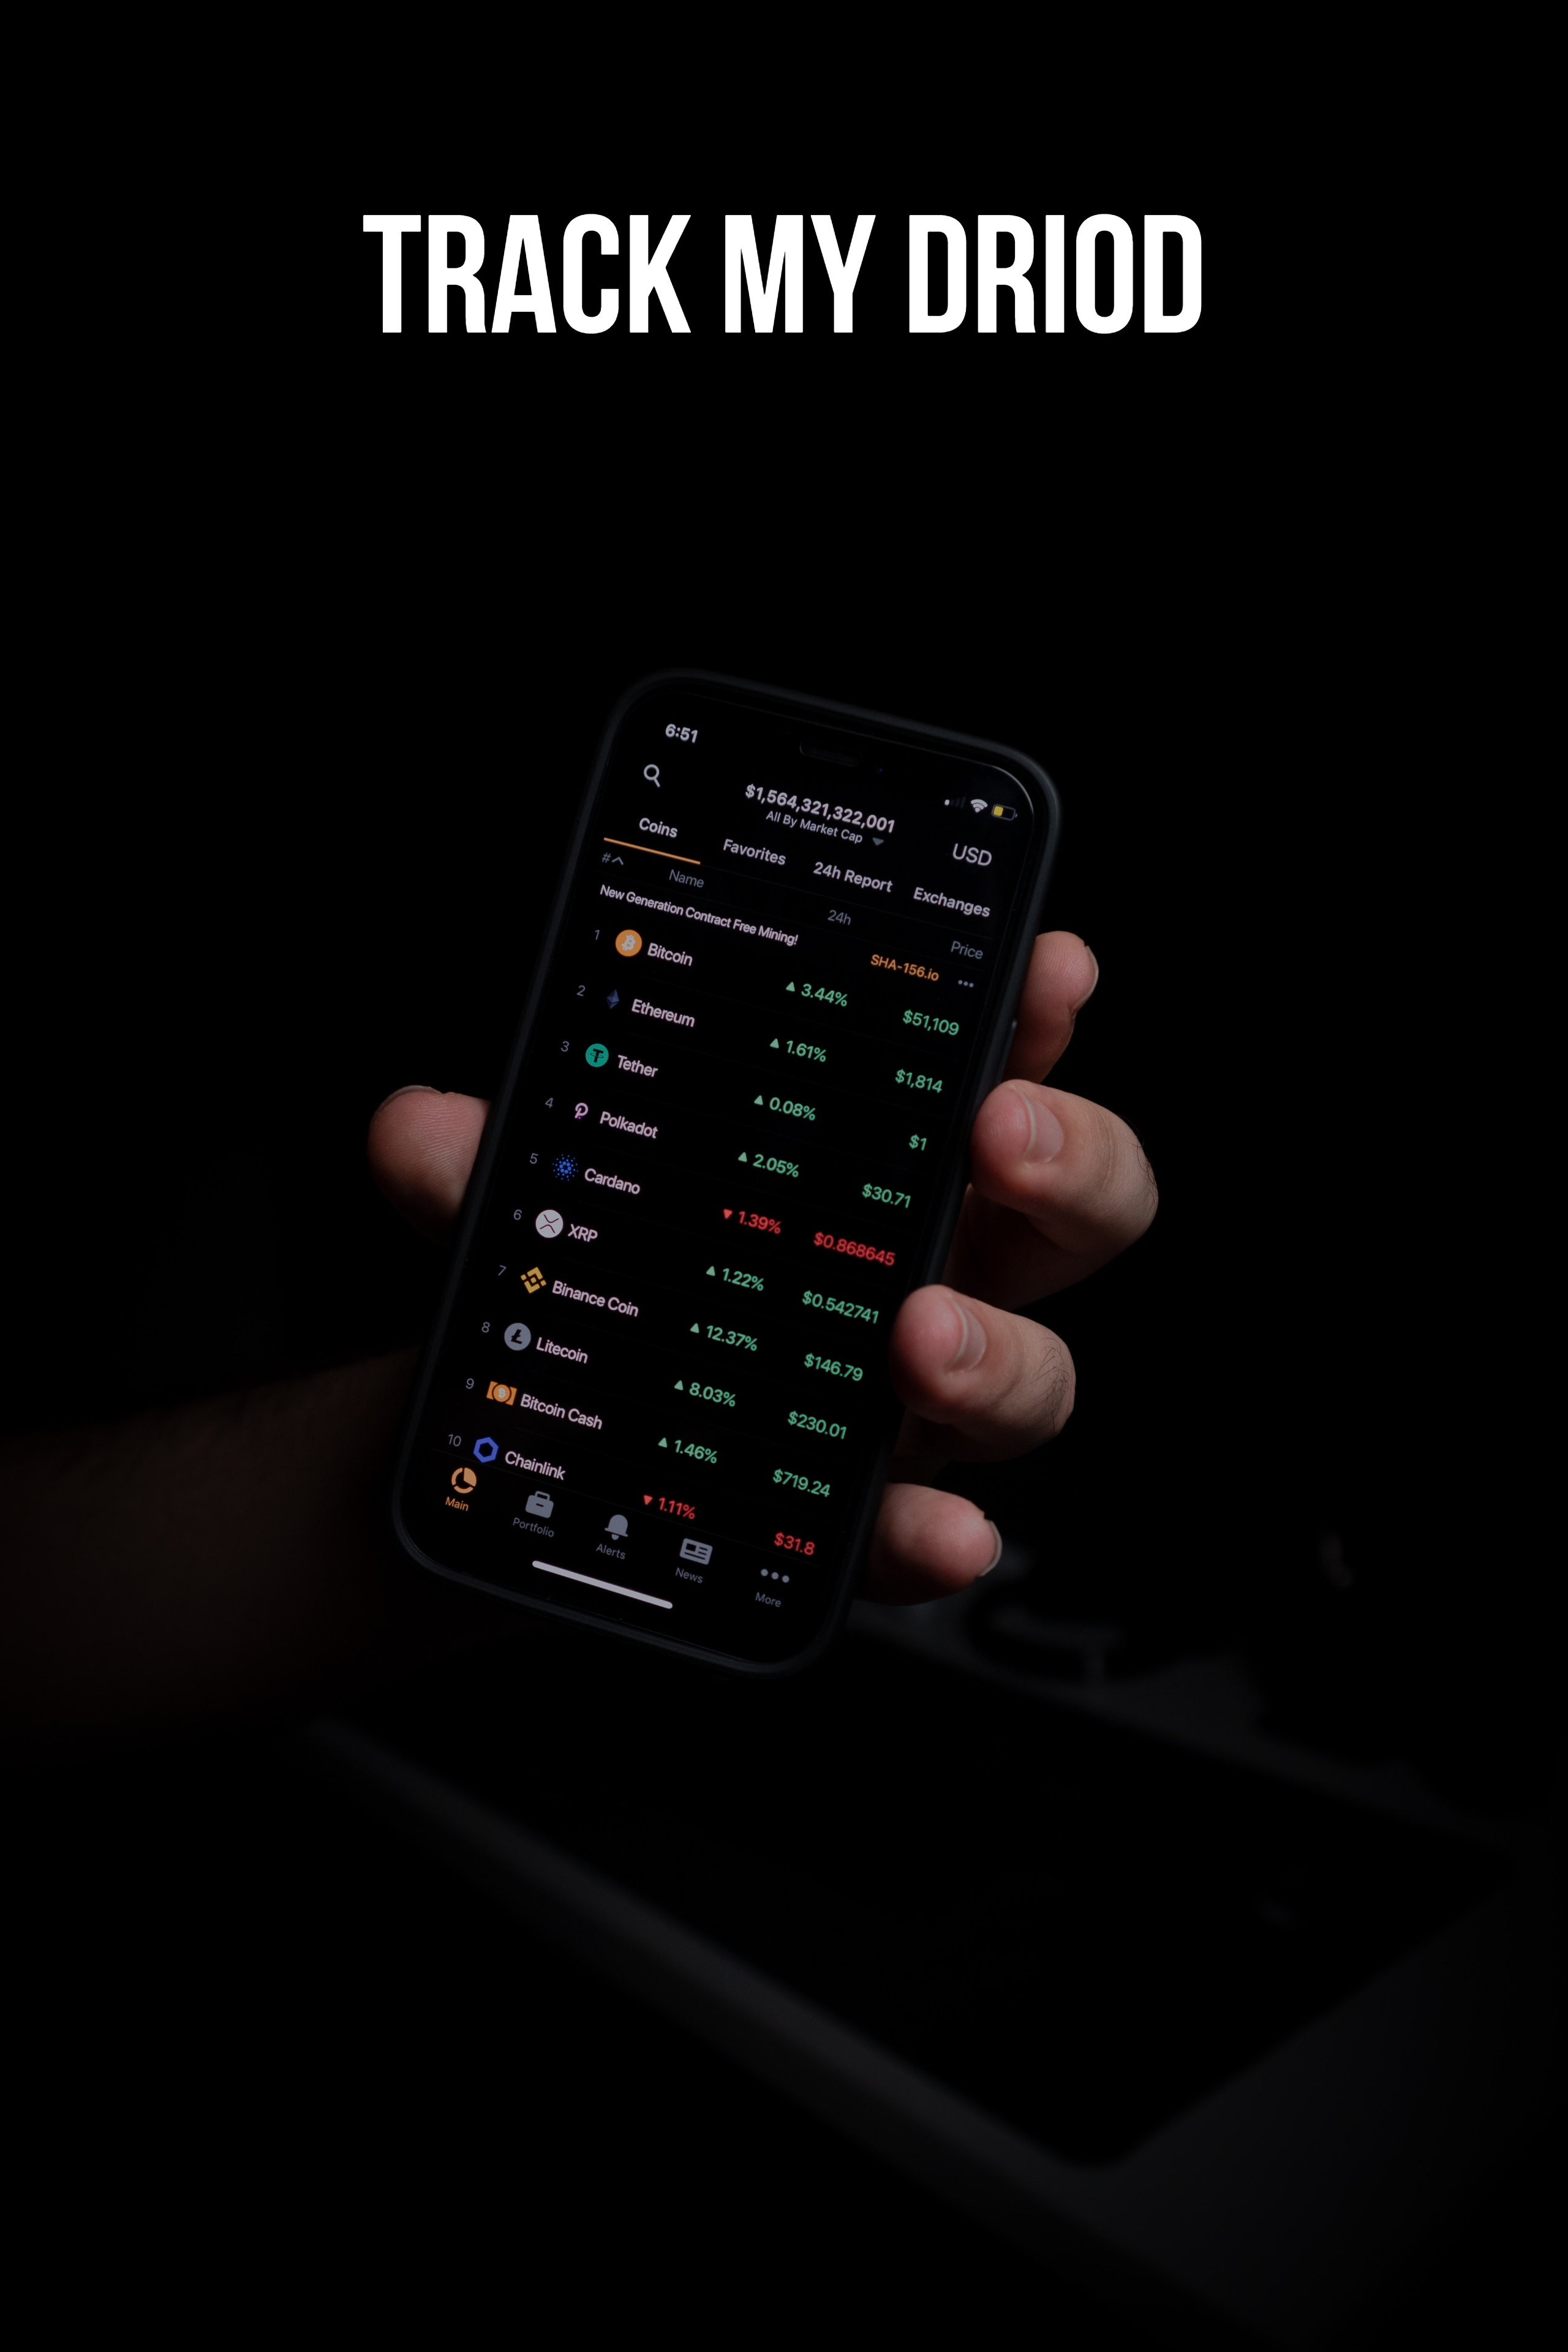 TRACK MY DRIOD
6:51
$1,564,321,322,001
All By Market Cap
USD
Coins Favorites 24h Report Exchanges
# Name 24h Price
New Generation Contract Free Mining! SHA-156.io
1 Bitcoin 3.44% $51,109
2 Ethereum 1.61% $1,814
3 Tether 0.08% $1
4 Polkadot 2.05% $30.71
5 Cardano 1.39% $0.868645
6 XRP 1.22% $0.542741
7 Binance Coin 12.37% $146.79
8 Litecoin 8.03% $230.01
9 Bitcoin Cash 1.46% $719.24
10 Chainlink 1.11% $31.8
Main Portfolio Alerts News More